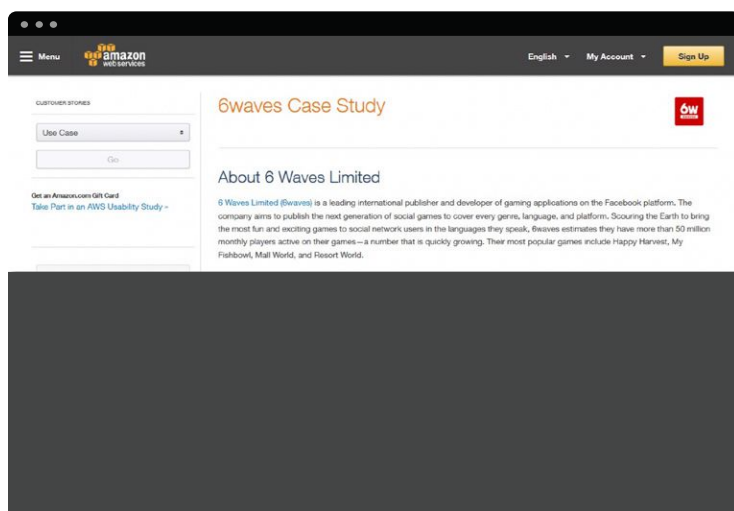 Menu
amazon
webservices
English
My Account
Sign Up
CUSTOMER STORIES
Use Case
Go
Get an Amazon.com Gift Card
Take Part in an AWS Usability Study »
6waves Case Study
6w
About 6 Waves Limited
6 Waves Limited (6waves) is a leading international publisher and developer of gaming applications on the Facebook platform. The
company aims to publish the next generation of social games to cover every genre, language, and platform. Scouring the Earth to bring
the most fun and exciting games to social network users in the languages they speak, 6waves estimates they have more than 50 million
monthly players active on their games—a number that is quickly growing. Their most popular games include Happy Harvest, My
Fishbowl, Mall World, and Resort World.